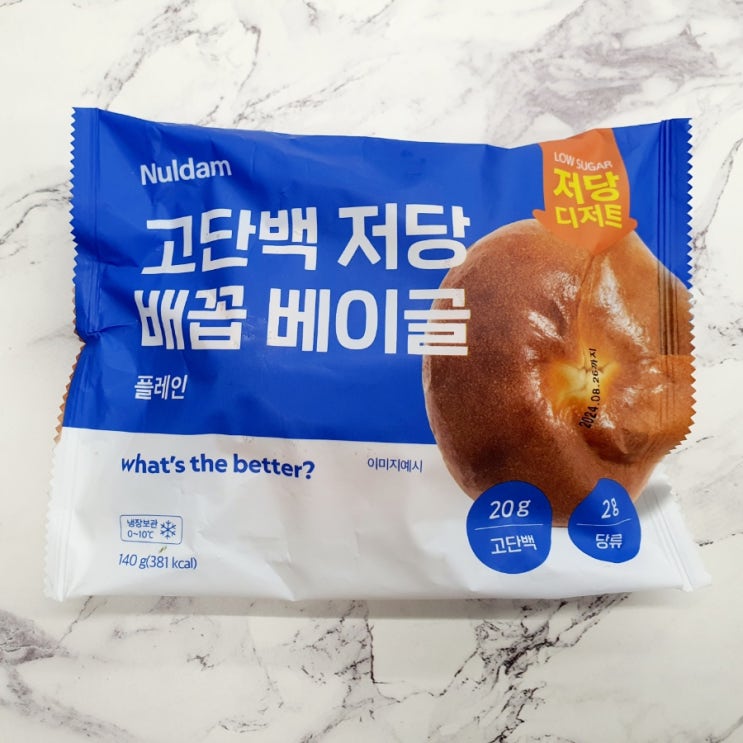 Nuldam
LOW SUGAR
저당
디저트
고단백 저당
배꼽 베이글
플레인
2024.08.26까지
what's the better?
이미지예시
냉장보관
0~10℃
140 g(381 kcal)
20g
고단백
2g
당류